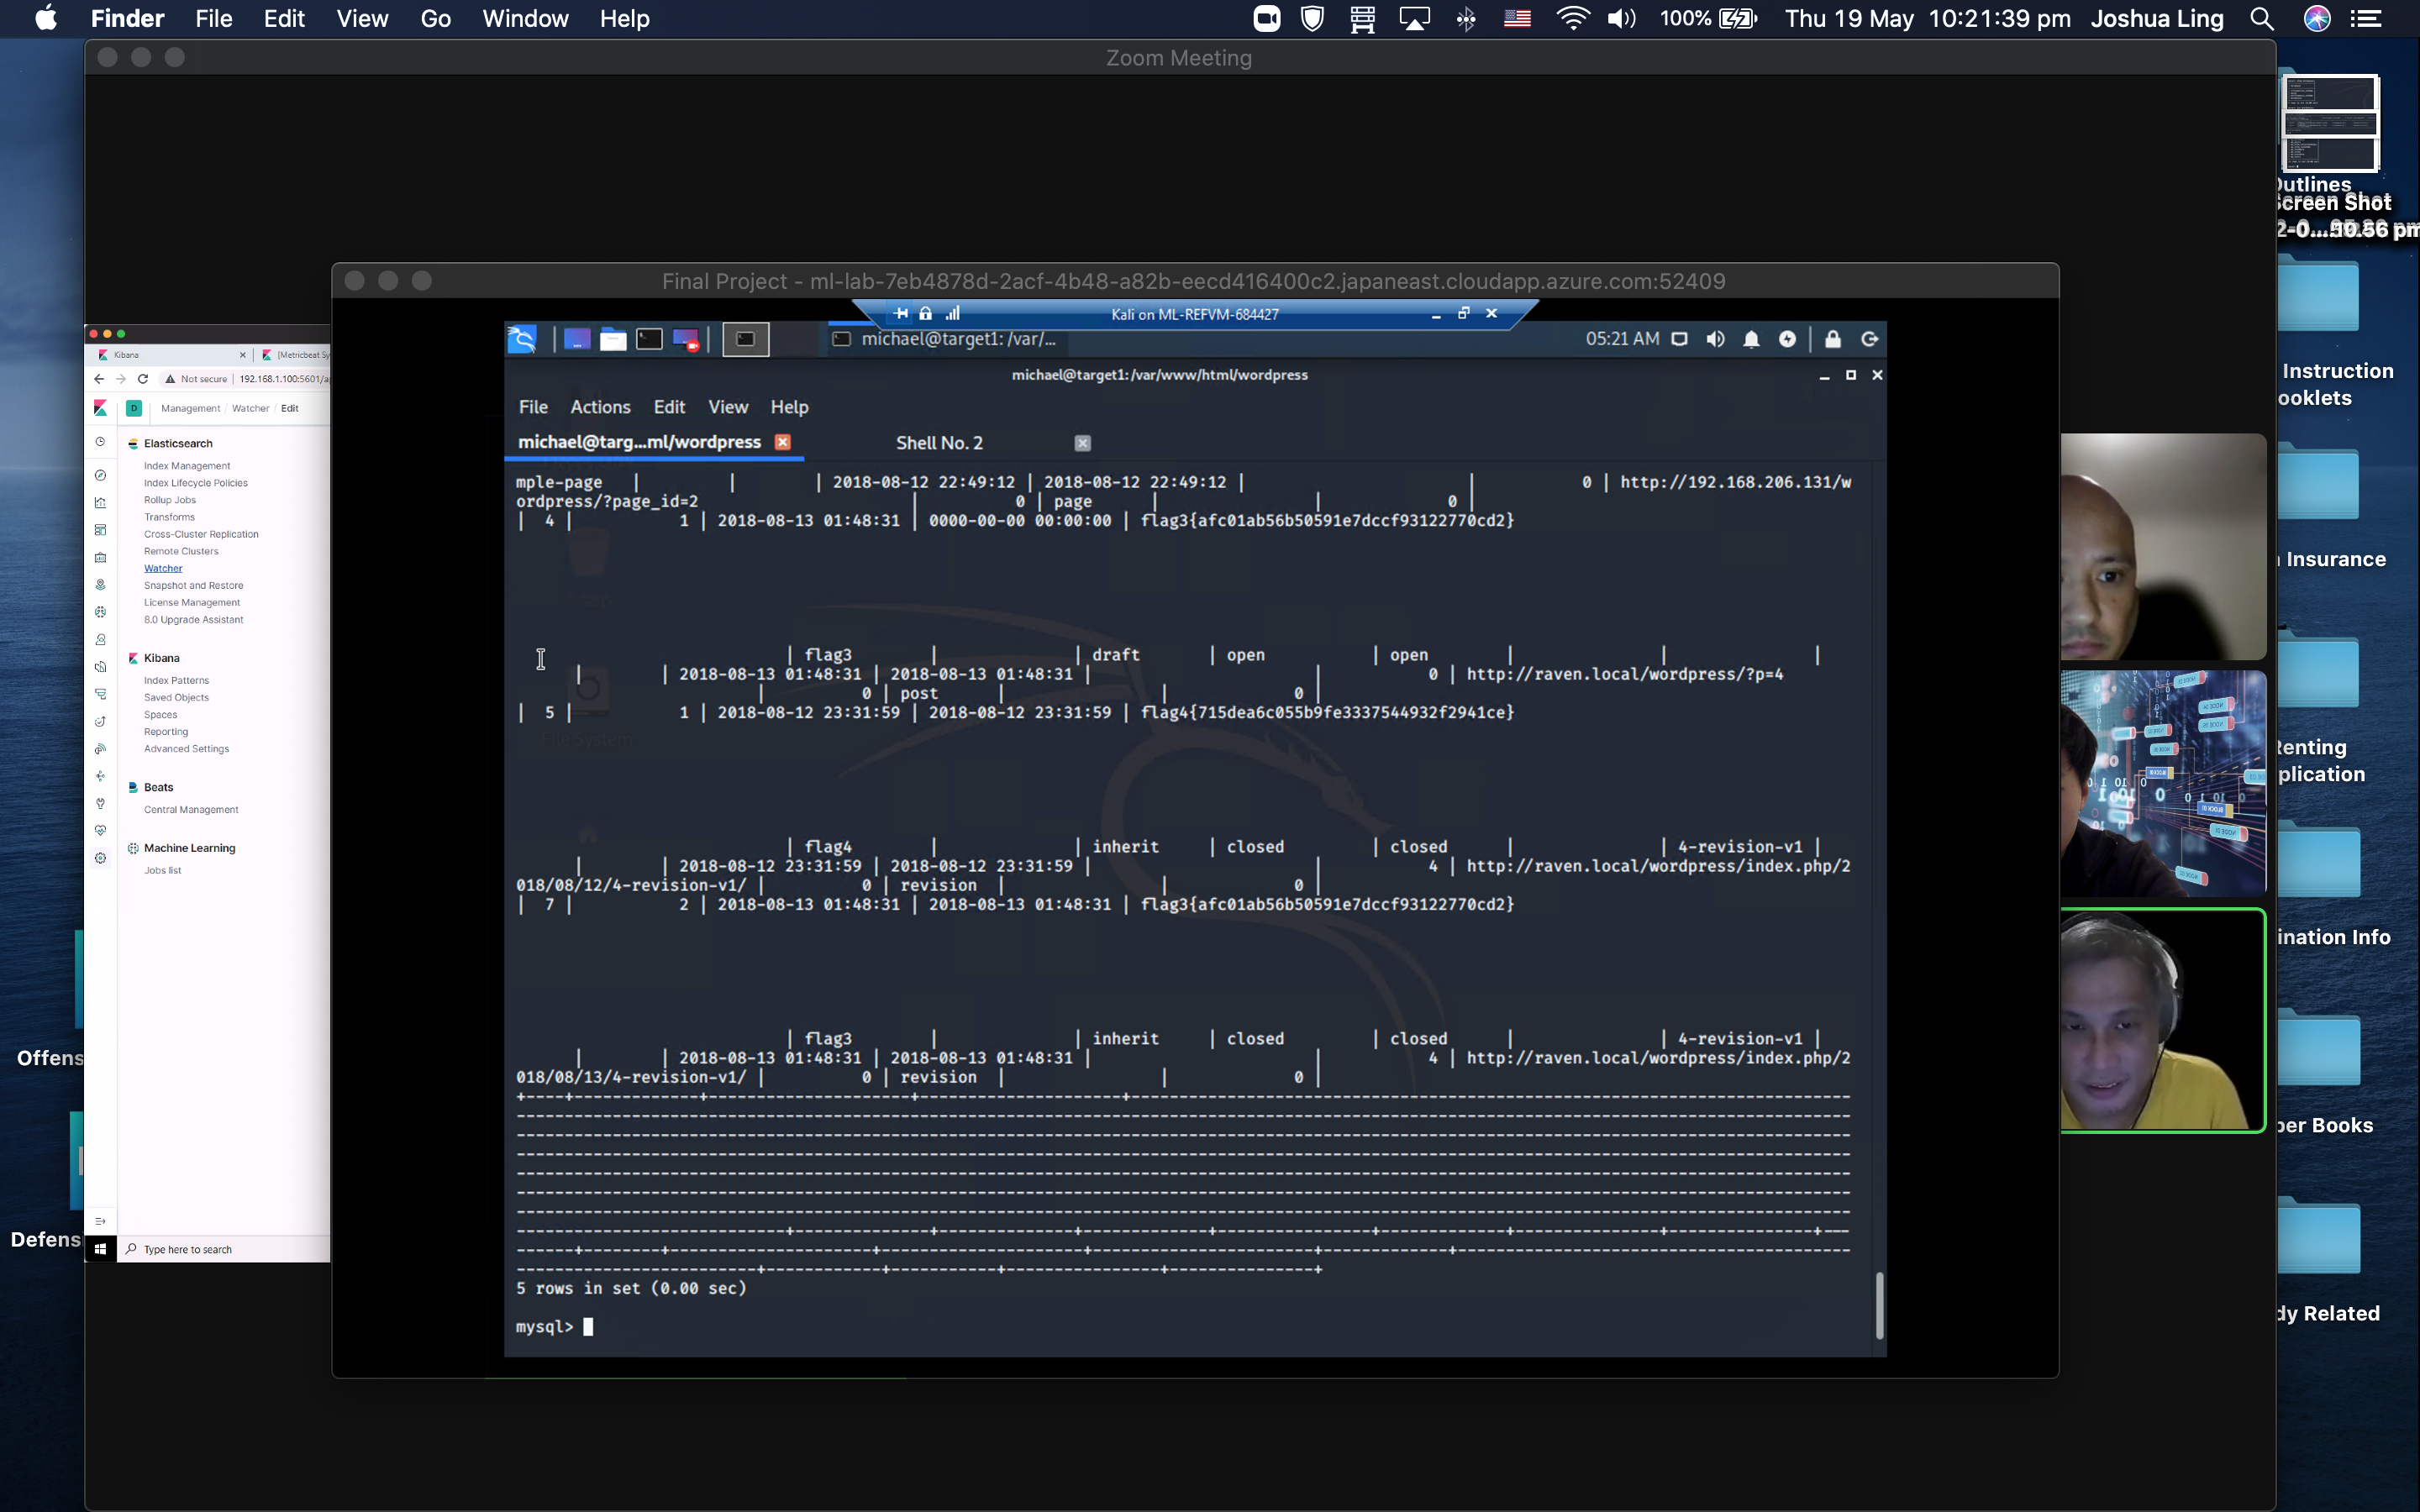 Finder File Edit View Go Window Help 100% Thu 19 May 10:21:39 pm Joshua Ling
Zoom Meeting
Outlines
Screen Shot
Instruction
ooklets
Insurance
Renting
plication
ination Info
per Books
dy Related
Offens
Defens
Kibana [Metricbeat Sy
Not secure 192.168.1.100:5601/ap
D Management / Watcher / Edit
Elasticsearch
Index Management
Index Lifecycle Policies
Rollup Jobs
Transforms
Cross-Cluster Replication
Remote Clusters
Watcher
Snapshot and Restore
License Management
8.0 Upgrade Assistant
Kibana
Index Patterns
Saved Objects
Spaces
Reporting
Advanced Settings
Beats
Central Management
Machine Learning
Jobs list
Type here to search
Final Project - ml-lab-7eb4878d-2acf-4b48-a82b-eecd416400c2.japaneast.cloudapp.azure.com:52409
Kali on ML-REFVM-684427
michael@target1: /var/... 05:21 AM
michael@target1:/var/www/html/wordpress
File Actions Edit View Help
michael@targ...ml/wordpress Shell No. 2
mple-page | | | 2018-08-12 22:49:12 | 2018-08-12 22:49:12 | | 0 | http://192.168.206.131/w
ordpress/?page_id=2 | 0 | page | | 0 |
| 4 | 1 | 2018-08-13 01:48:31 | 0000-00-00 00:00:00 | flag3{afc01ab56b50591e7dccf93122770cd2}
| flag3 | | draft | open | open | | |
| | 2018-08-13 01:48:31 | 2018-08-13 01:48:31 | | 0 | http://raven.local/wordpress/?p=4
| 0 | post | | 0 |
| 5 | 1 | 2018-08-12 23:31:59 | 2018-08-12 23:31:59 | flag4{715dea6c055b9fe3337544932f2941ce}
File System
| flag4 | | inherit | closed | closed | | 4-revision-v1 |
| | 2018-08-12 23:31:59 | 2018-08-12 23:31:59 | | 4 | http://raven.local/wordpress/index.php/2
018/08/12/4-revision-v1/ | 0 | revision | | 0 |
| 7 | 2 | 2018-08-13 01:48:31 | 2018-08-13 01:48:31 | flag3{afc01ab56b50591e7dccf93122770cd2}
| flag3 | | inherit | closed | closed | | 4-revision-v1 |
| | 2018-08-13 01:48:31 | 2018-08-13 01:48:31 | | 4 | http://raven.local/wordpress/index.php/2
018/08/13/4-revision-v1/ | 0 | revision | | 0 |
5 rows in set (0.00 sec)
mysql>